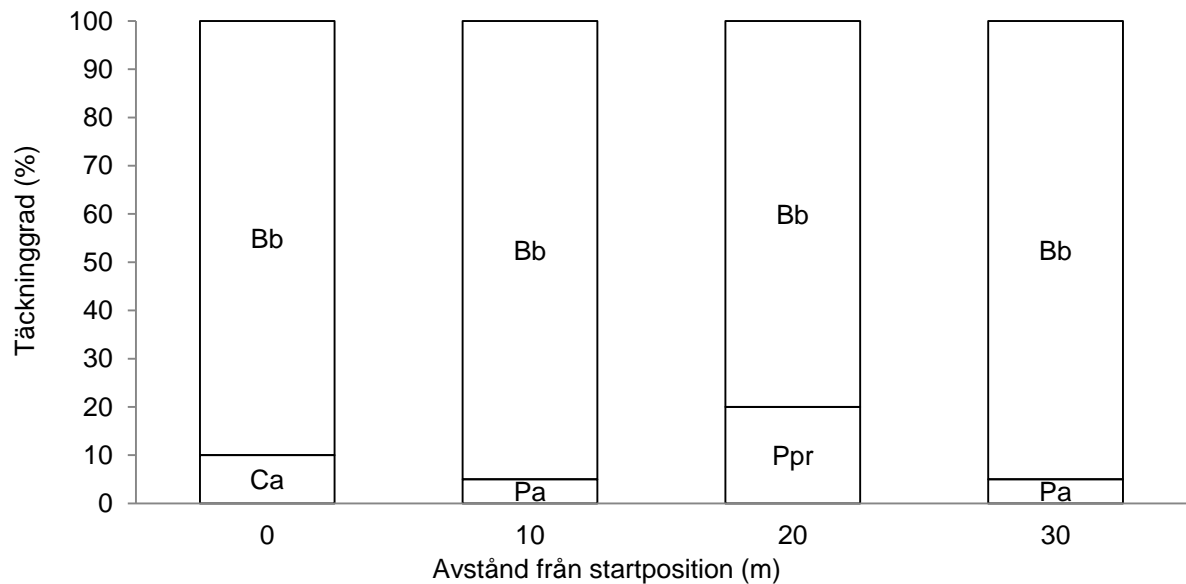 Täckninggrad (%)
100
90
80
70
60
50
40
30
20
10
0
Bb
Bb
Bb
Bb
Ca
Pa
Ppr
Pa
0 10 20 30
Avstånd från startposition (m)